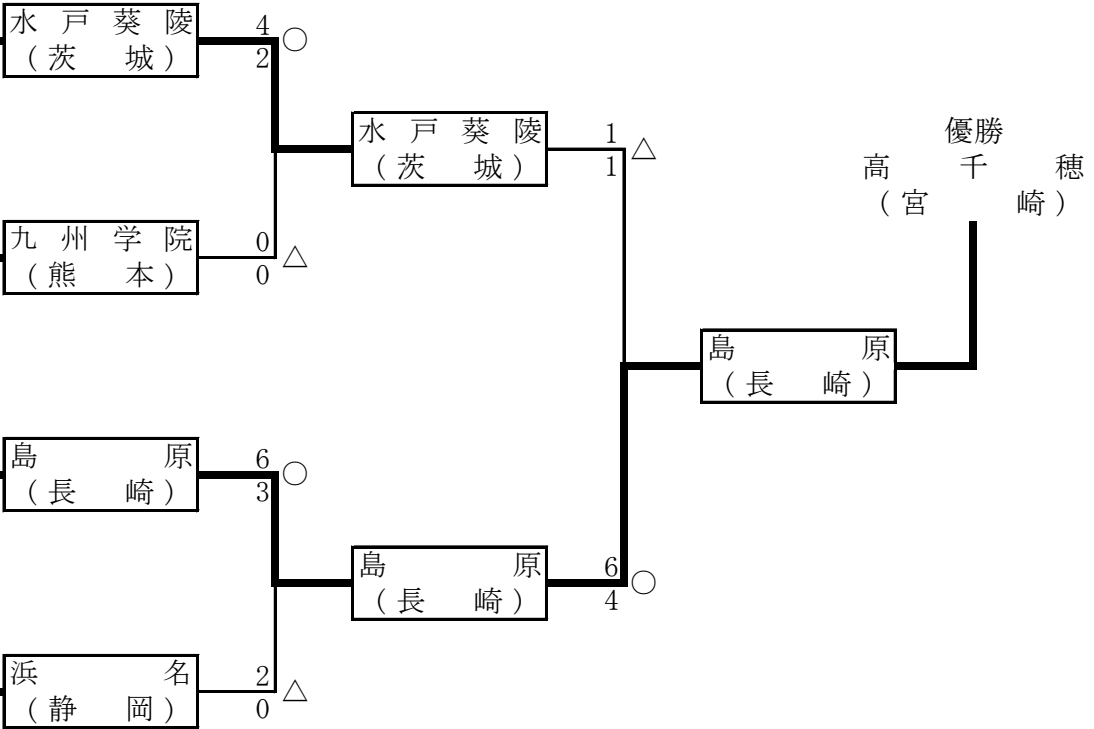 水戸葵陵
(茨城)
4
2
○
九州学院
(熊本)
0
0
△
水戸葵陵
(茨城)
1
1
△
島原
(長崎)
6
3
○
浜名
(静岡)
2
0
△
島原
(長崎)
6
4
○
島原
(長崎)
優勝
高千穂
(宮崎)